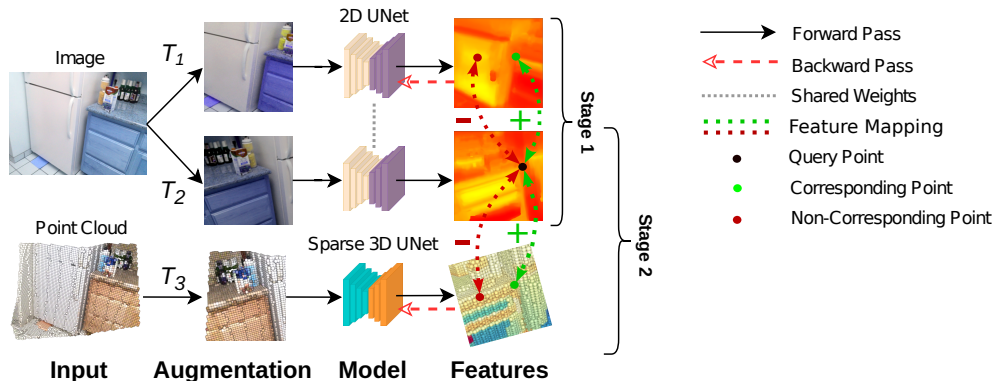 2D UNet
Image
T1
T2
Point Cloud
T3
Sparse 3D UNet
Stage 1
Stage 2
Input
Augmentation
Model
Features
Forward Pass
Backward Pass
Shared Weights
Feature Mapping
Query Point
Corresponding Point
Non-Corresponding Point